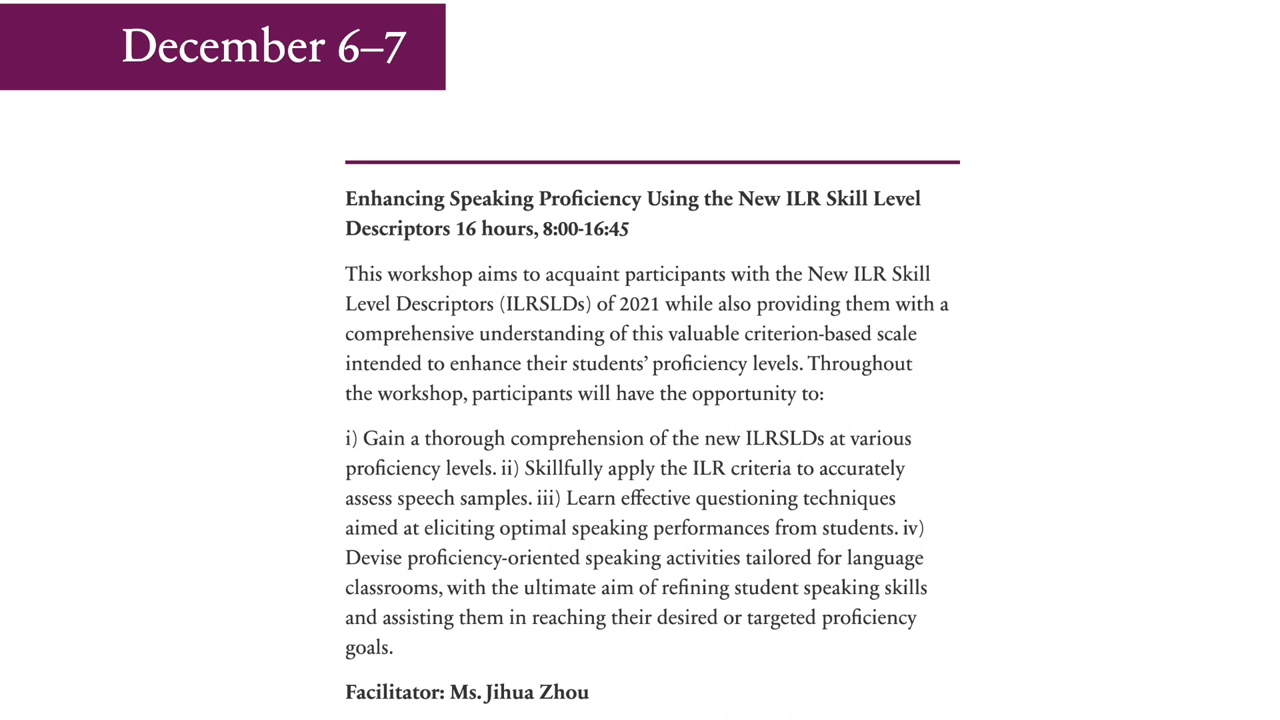 December 6–7
Enhancing Speaking Proficiency Using the New ILR Skill Level
Descriptors 16 hours, 8:00-16:45
This workshop aims to acquaint participants with the New ILR Skill
Level Descriptors (ILRSLDs) of 2021 while also providing them with a
comprehensive understanding of this valuable criterion-based scale
intended to enhance their students’ proficiency levels. Throughout
the workshop, participants will have the opportunity to:
i) Gain a thorough comprehension of the new ILRSLDs at various
proficiency levels. ii) Skillfully apply the ILR criteria to accurately
assess speech samples. iii) Learn effective questioning techniques
aimed at eliciting optimal speaking performances from students. iv)
Devise proficiency-oriented speaking activities tailored for language
classrooms, with the ultimate aim of refining student speaking skills
and assisting them in reaching their desired or targeted proficiency
goals.
Facilitator: Ms. Jihua Zhou